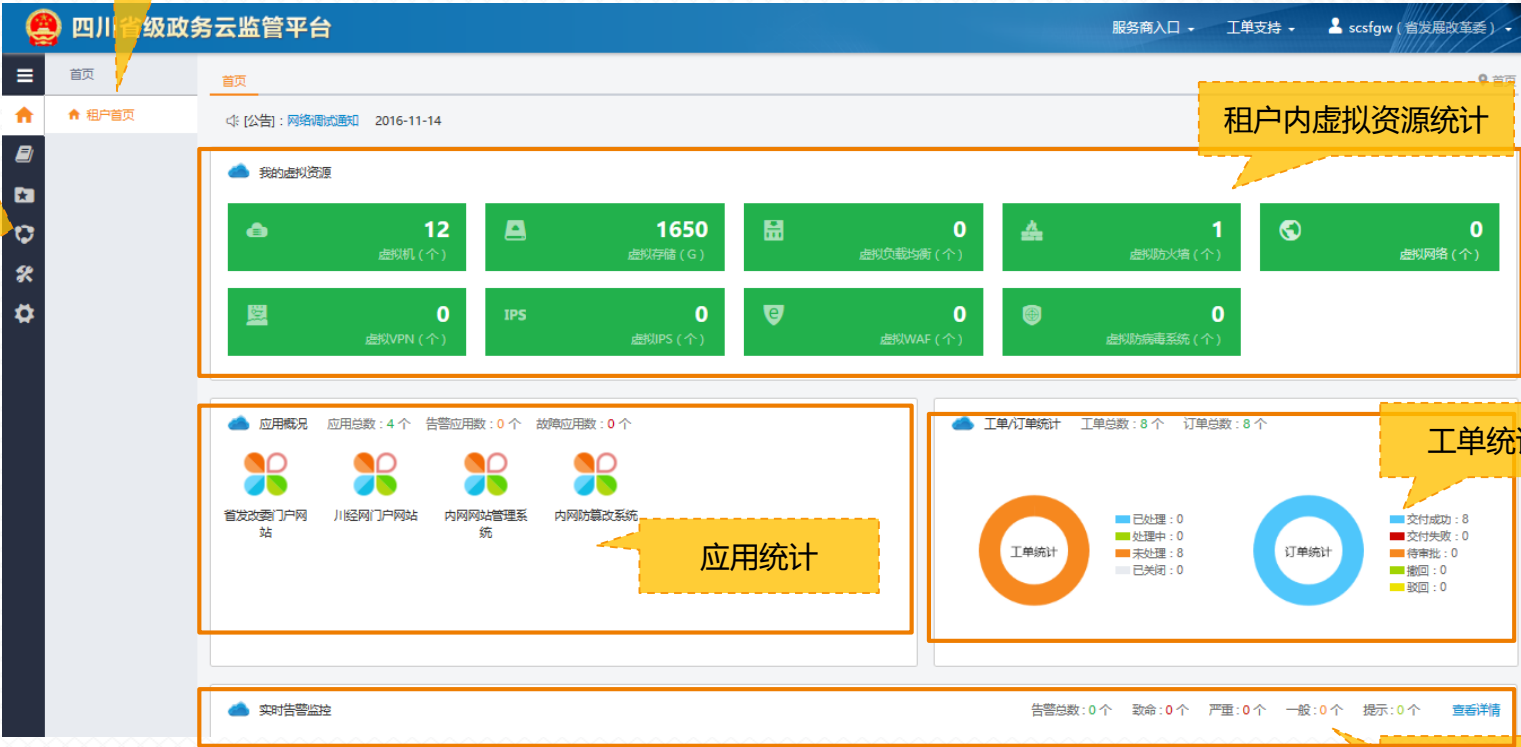 四川省级政务云监管平台
服务商入口
工单支持
scsfgw ( 省发展改革委 )
首页
首页
首页
租户首页
[公告] : 网络调试通知 2016-11-14
租户内虚拟资源统计
我的虚拟资源
12
虚拟机 ( 个 )
1650
虚拟存储 ( G )
0
虚拟负载均衡 ( 个 )
1
虚拟防火墙 ( 个 )
0
虚拟网络 ( 个 )
0
虚拟VPN ( 个 )
IPS
0
虚拟IPS ( 个 )
0
虚拟WAF ( 个 )
0
虚拟防病毒系统 ( 个 )
应用概况 应用总数 : 4 个 告警应用数 : 0 个 故障应用数 : 0 个
省发改委门户网
站
川经网门户网站
内网网站管理系
统
内网防篡改系统
应用统计
工单/订单统计 工单总数 : 8 个 订单总数 : 8 个
工单统
工单统计
已处理 : 0
处理中 : 0
未处理 : 8
已关闭 : 0
订单统计
交付成功 : 8
交付失败 : 0
待审批 : 0
撤回 : 0
驳回 : 0
实时告警监控
告警总数 : 0 个 致命 : 0 个 严重 : 0 个 一般 : 0 个 提示 : 0 个 查看详情